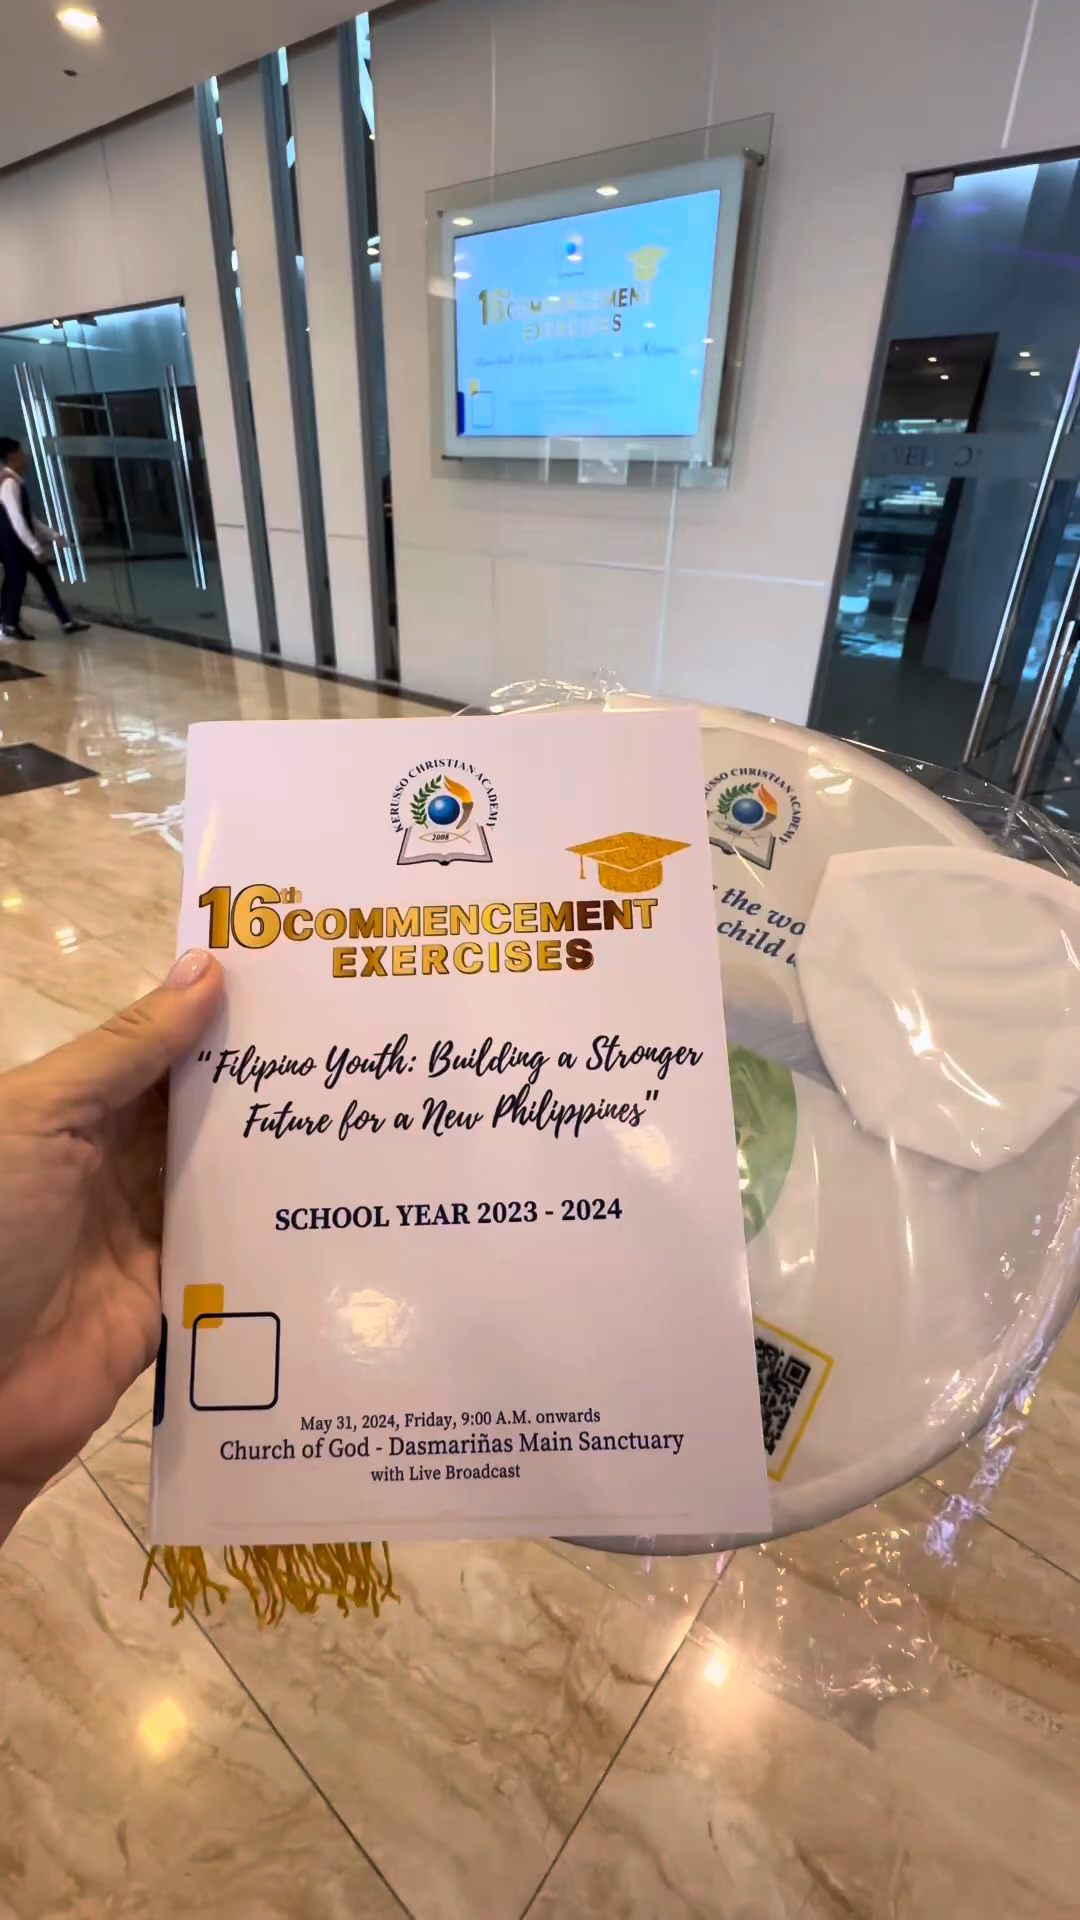 16th COMMENCEMENT
EXERCISES
KERUSSO CHRISTIAN ACADEMY
2008
16th COMMENCEMENT
EXERCISES
"Filipino Youth: Building a Stronger
Future for a New Philippines"
SCHOOL YEAR 2023 - 2024
May 31, 2024, Friday, 9:00 A.M. onwards
Church of God - Dasmariñas Main Sanctuary
with Live Broadcast
CHRISTIAN ACADEMY
2008
the
child